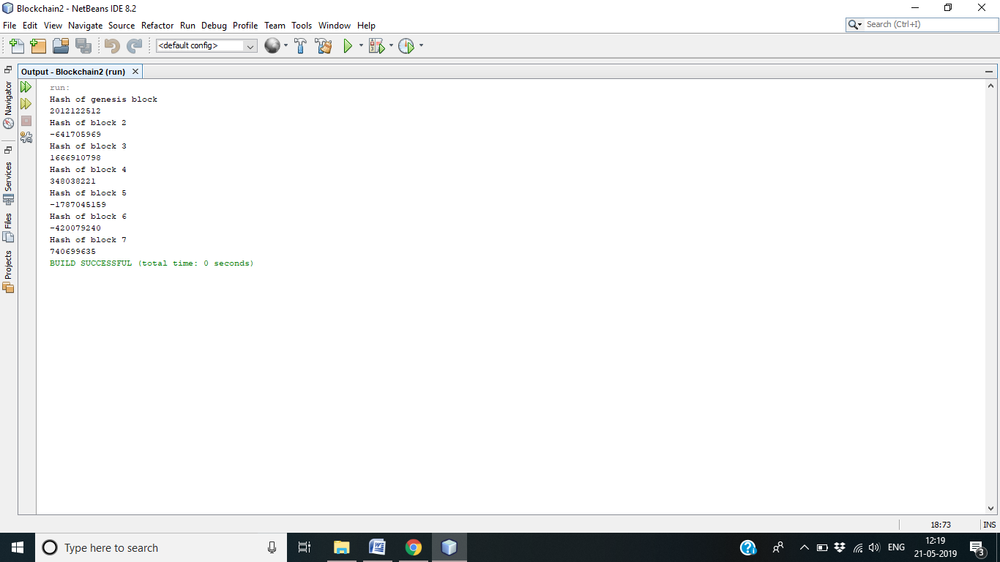 Blockchain2 - NetBeans IDE 8.2
File Edit View Navigate Source Refactor Run Debug Profile Team Tools Window Help
Search (Ctrl+I)
<default config>
Output - Blockchain2 (run)
Navigator
Services
Files
Projects
run:
Hash of genesis block
2012122512
Hash of block 2
-641705969
Hash of block 3
1666910798
Hash of block 4
348038221
Hash of block 5
-1787045159
Hash of block 6
-420079240
Hash of block 7
740699635
BUILD SUCCESSFUL (total time: 0 seconds)
18:73 INS
Type here to search
ENG
12:19
21-05-2019
3